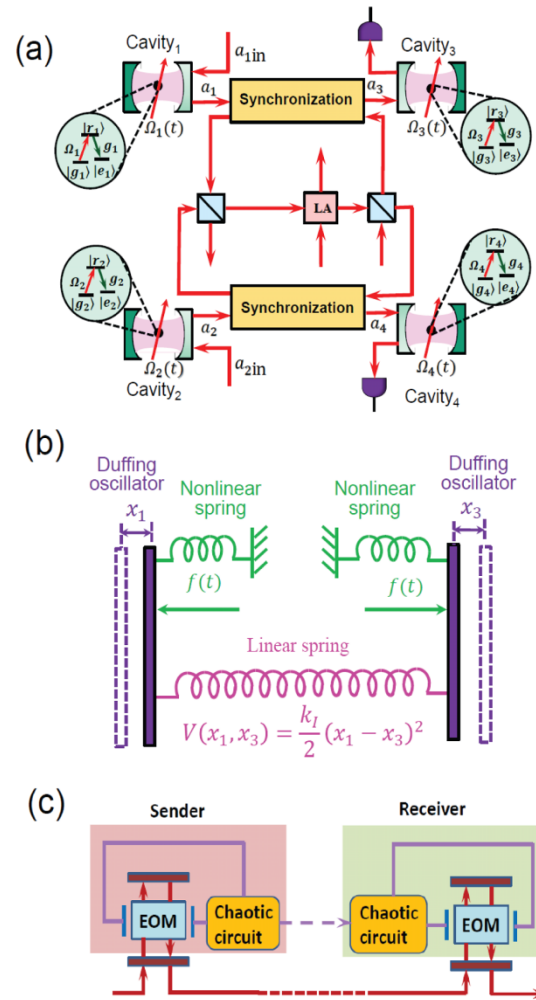 (a)
Cavity₁
a₁in
a₁
Ω₁(t)
|r₁⟩
Ω₁
g₁
|g₁⟩ |e₁⟩
Synchronization
a₃
Cavity₃
Ω₃(t)
|r₃⟩
Ω₃
g₃
|g₃⟩ |e₃⟩
LA
|r₂⟩
Ω₂
g₂
|g₂⟩ |e₂⟩
a₂
Ω₂(t)
Cavity₂
a₂in
Synchronization
a₄
|r₄⟩
Ω₄
g₄
|g₄⟩ |e₄⟩
Ω₄(t)
Cavity₄
(b)
Duffing
oscillator
x₁
Nonlinear
spring
f(t)
Nonlinear
spring
f(t)
Duffing
oscillator
x₃
Linear spring
V(x₁, x₃) = k_I/2 (x₁ − x₃)²
(c)
Sender
EOM
Chaotic
circuit
Receiver
Chaotic
circuit
EOM